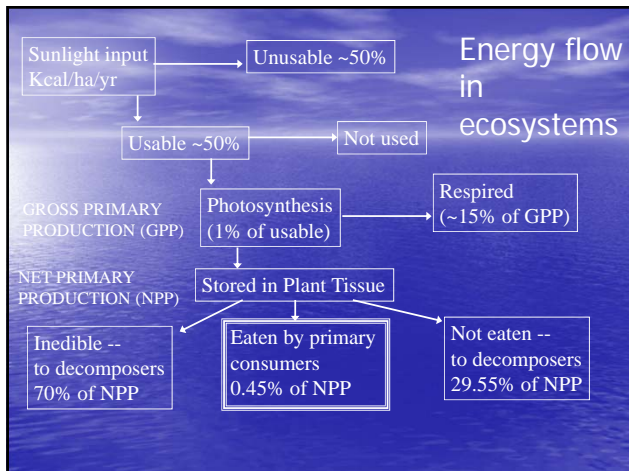 Energy flow
in
ecosystems
Sunlight input
Kcal/ha/yr
Unusable ~50%
Usable ~50%
Not used
GROSS PRIMARY
PRODUCTION (GPP)
Photosynthesis
(1% of usable)
Respired
(~15% of GPP)
NET PRIMARY
PRODUCTION (NPP)
Stored in Plant Tissue
Inedible --
to decomposers
70% of NPP
Eaten by primary
consumers
0.45% of NPP
Not eaten --
to decomposers
29.55% of NPP